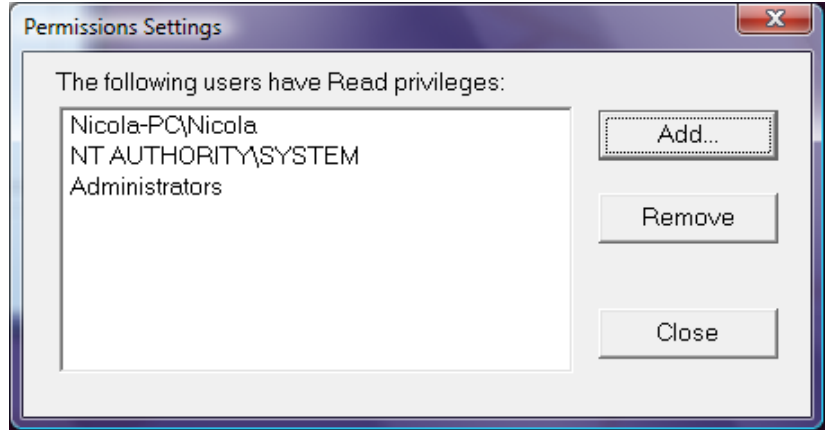 Permissions Settings
The following users have Read privileges:
Nicola-PC\Nicola
NT AUTHORITY\SYSTEM
Administrators
Add...
Remove
Close